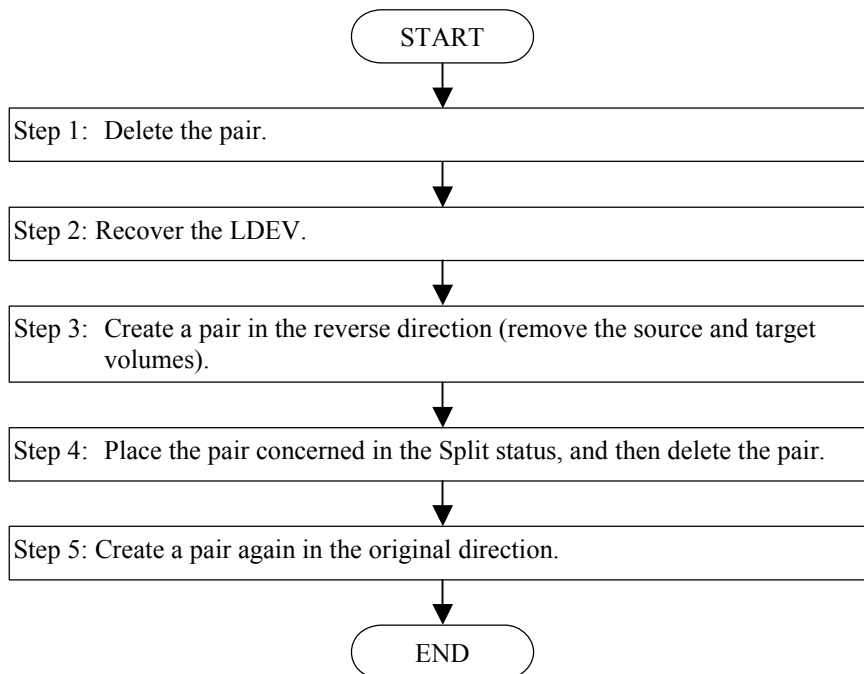 START
Step 1: Delete the pair.
Step 2: Recover the LDEV.
Step 3: Create a pair in the reverse direction (remove the source and target
volumes).
Step 4: Place the pair concerned in the Split status, and then delete the pair.
Step 5: Create a pair again in the original direction.
END